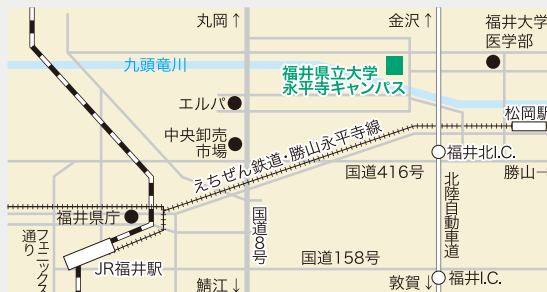 丸岡↑
金沢↑
福井大学
医学部
九頭竜川
福井県立大学
永平寺キャンパス
エルパ
松岡駅
中央卸売
市場
えちぜん鉄道・勝山永平寺線
福井北I.C.
国道416号
勝山
北陸自動車道
福井県庁
国道8号
フェニックス
通り
国道158号
JR福井駅
福井I.C.
鯖江↓
敦賀↓